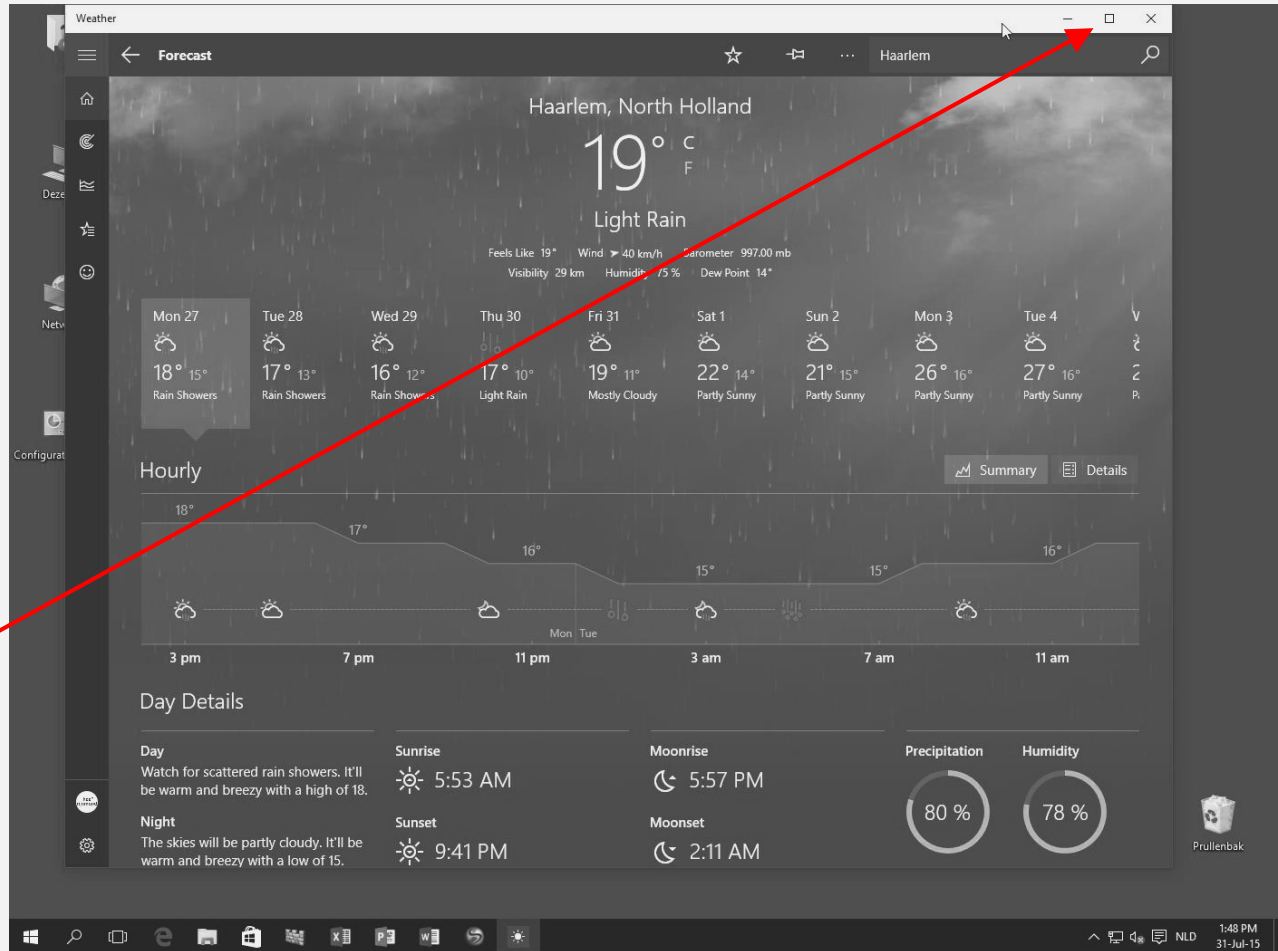 Weather
Forecast
Haarlem
Haarlem, North Holland
19° C
F
Light Rain
Feels Like 19° Wind ➤ 40 km/h Barometer 997.00 mb
Visibility 29 km Humidity 75 % Dew Point 14°
Mon 27 Tue 28 Wed 29 Thu 30 Fri 31 Sat 1 Sun 2 Mon 3 Tue 4
18° 15° 17° 13° 16° 12° 17° 10° 19° 11° 22° 14° 21° 15° 26° 16° 27° 16° 2
Rain Showers Rain Showers Rain Showers Light Rain Mostly Cloudy Partly Sunny Partly Sunny Partly Sunny Partly Sunny
Hourly Summary Details
18° 17° 16° 15° 15° 16°
Mon Tue
3 pm 7 pm 11 pm 3 am 7 am 11 am
Day Details
Day
Watch for scattered rain showers. It'll
be warm and breezy with a high of 18.
Night
The skies will be partly cloudy. It'll be
warm and breezy with a low of 15.
Sunrise
5:53 AM
Sunset
9:41 PM
Moonrise
5:57 PM
Moonset
2:11 AM
Precipitation
80 %
Humidity
78 %
Deze
Netw
Configurat
Prullenbak
NLD
1:48 PM
31-Jul-15